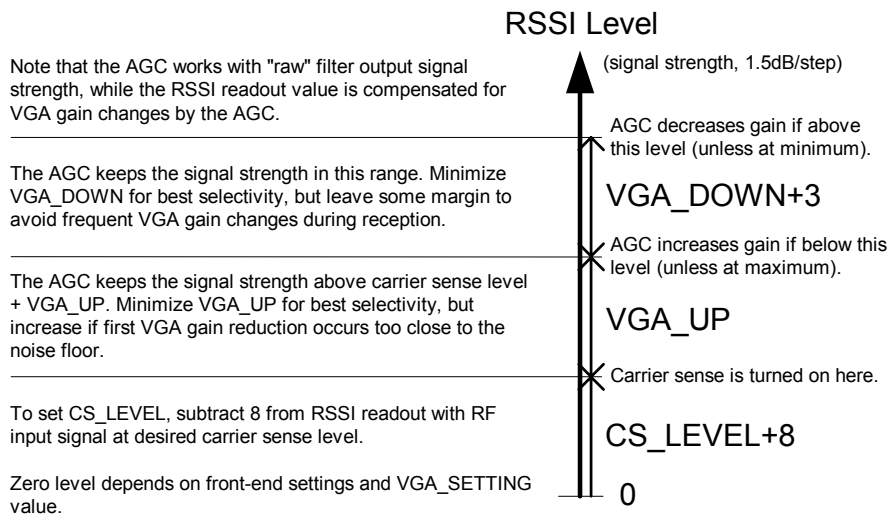 RSSI Level
(signal strength, 1.5dB/step)
Note that the AGC works with "raw" filter output signal
strength, while the RSSI readout value is compensated for
VGA gain changes by the AGC.
AGC decreases gain if above
this level (unless at minimum).
The AGC keeps the signal strength in this range. Minimize
VGA_DOWN for best selectivity, but leave some margin to
avoid frequent VGA gain changes during reception.
VGA_DOWN+3
AGC increases gain if below this
level (unless at maximum).
The AGC keeps the signal strength above carrier sense level
+ VGA_UP. Minimize VGA_UP for best selectivity, but
increase if first VGA gain reduction occurs too close to the
noise floor.
VGA_UP
Carrier sense is turned on here.
To set CS_LEVEL, subtract 8 from RSSI readout with RF
input signal at desired carrier sense level.
CS_LEVEL+8
Zero level depends on front-end settings and VGA_SETTING
value.
0